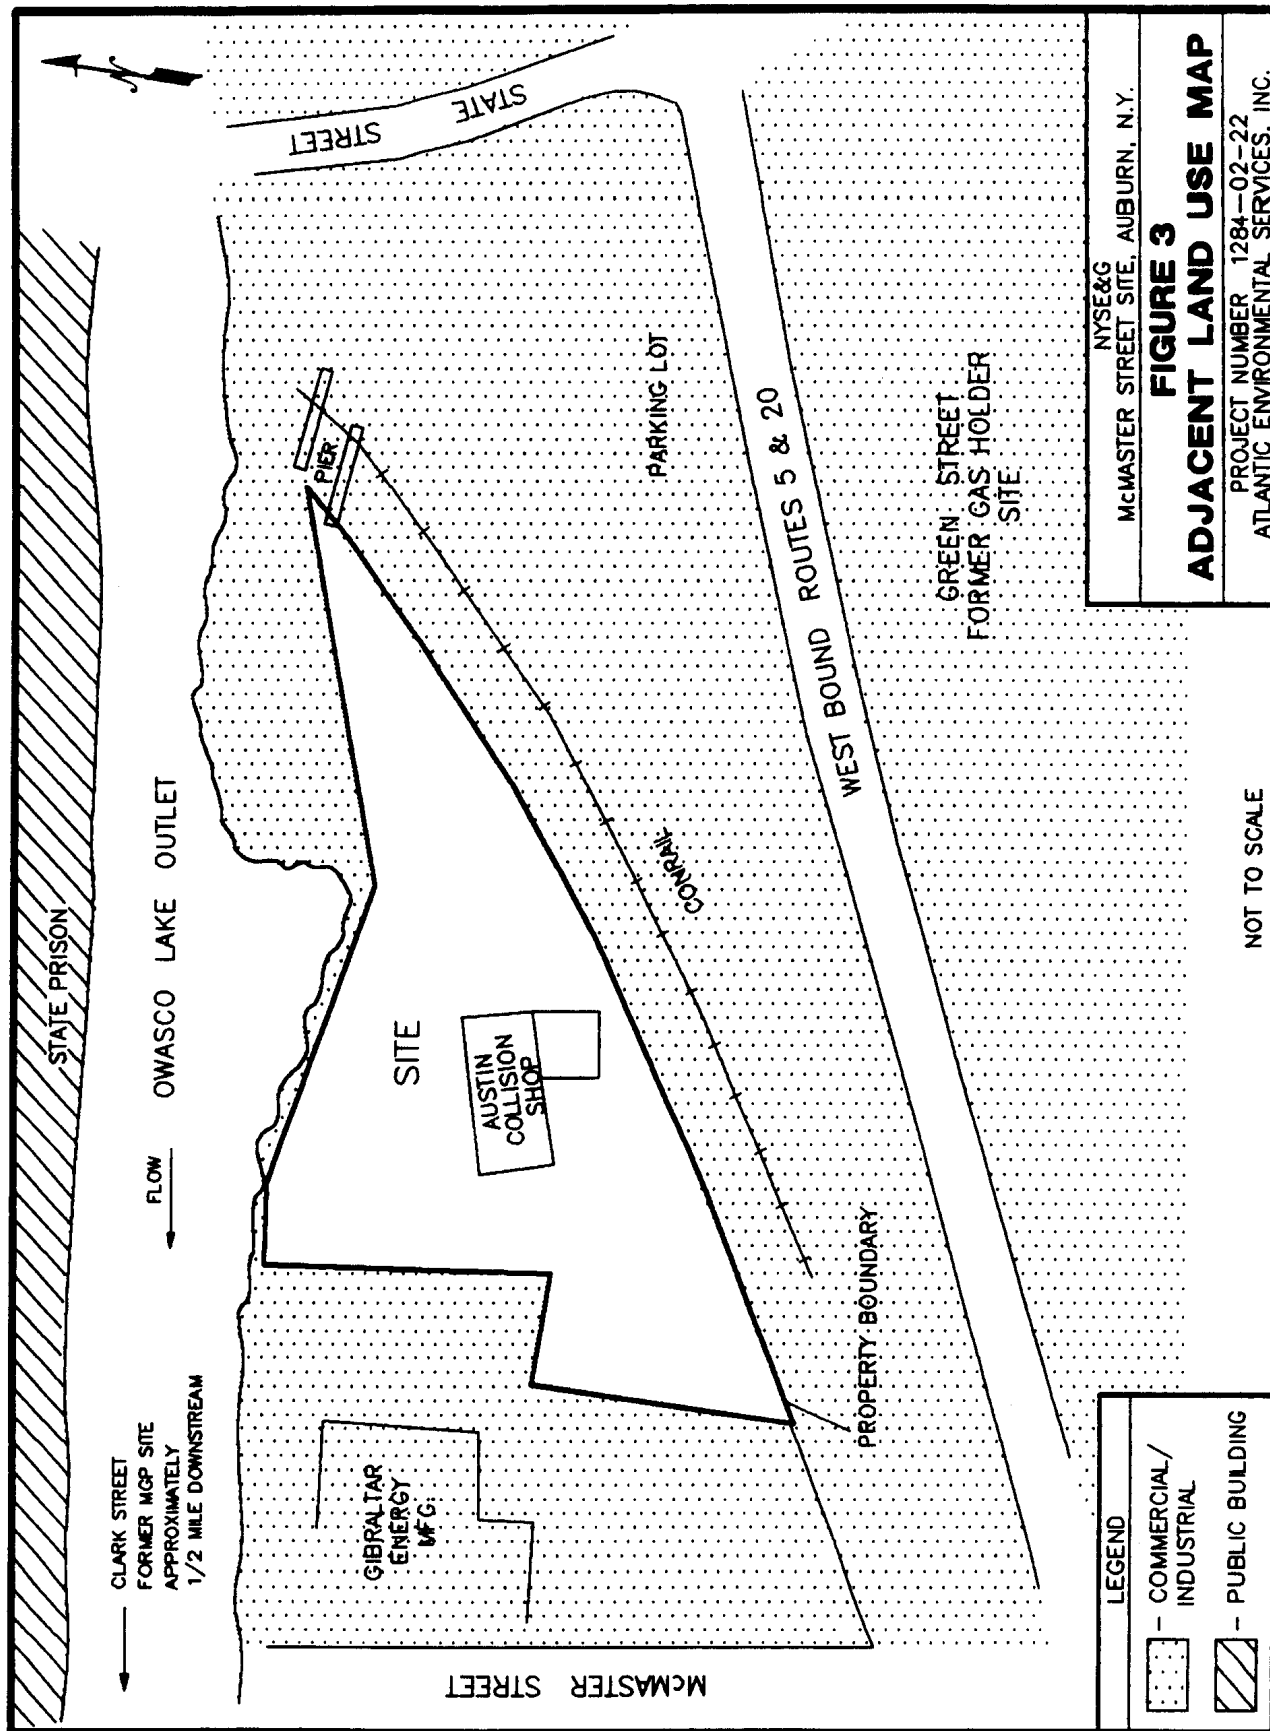 STATE PRISON
CLARK STREET
FORMER MGP SITE
APPROXIMATELY
1/2 MILE DOWNSTREAM
FLOW
OWASCO LAKE OUTLET
N
STATE STREET
PIER
SITE
AUSTIN
COLLISION
SHOP
GIBRALTAR
ENERGY
MFG.
McMASTER STREET
CONRAIL
PARKING LOT
PROPERTY BOUNDARY
WEST BOUND ROUTES 5 & 20
GREEN STREET
FORMER GAS HOLDER
SITE
LEGEND
- COMMERCIAL/
INDUSTRIAL
- PUBLIC BUILDING
NOT TO SCALE
NYSE&G
McMASTER STREET SITE, AUBURN, N.Y.
FIGURE 3
ADJACENT LAND USE MAP
PROJECT NUMBER 1284-02-22
ATLANTIC ENVIRONMENTAL SERVICES, INC.